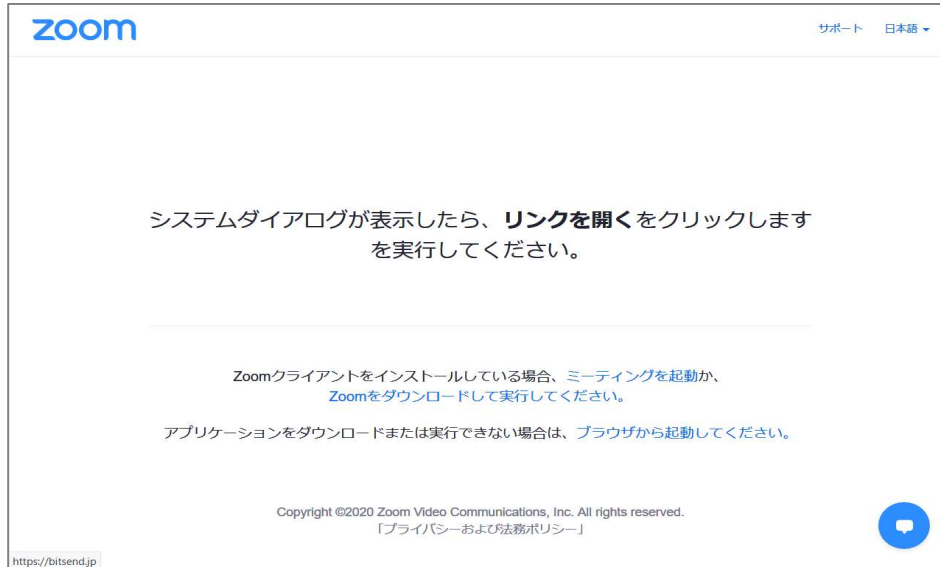 zoom
サポート 日本語
システムダイアログが表示したら、リンクを開くをクリックします
を実行してください。
Zoomクライアントをインストールしている場合、ミーティングを起動か、
Zoomをダウンロードして実行してください。
アプリケーションをダウンロードまたは実行できない場合は、ブラウザから起動してください。
Copyright ©2020 Zoom Video Communications, Inc. All rights reserved.
「プライバシーおよび法務ポリシー」
https://bitsend.jp